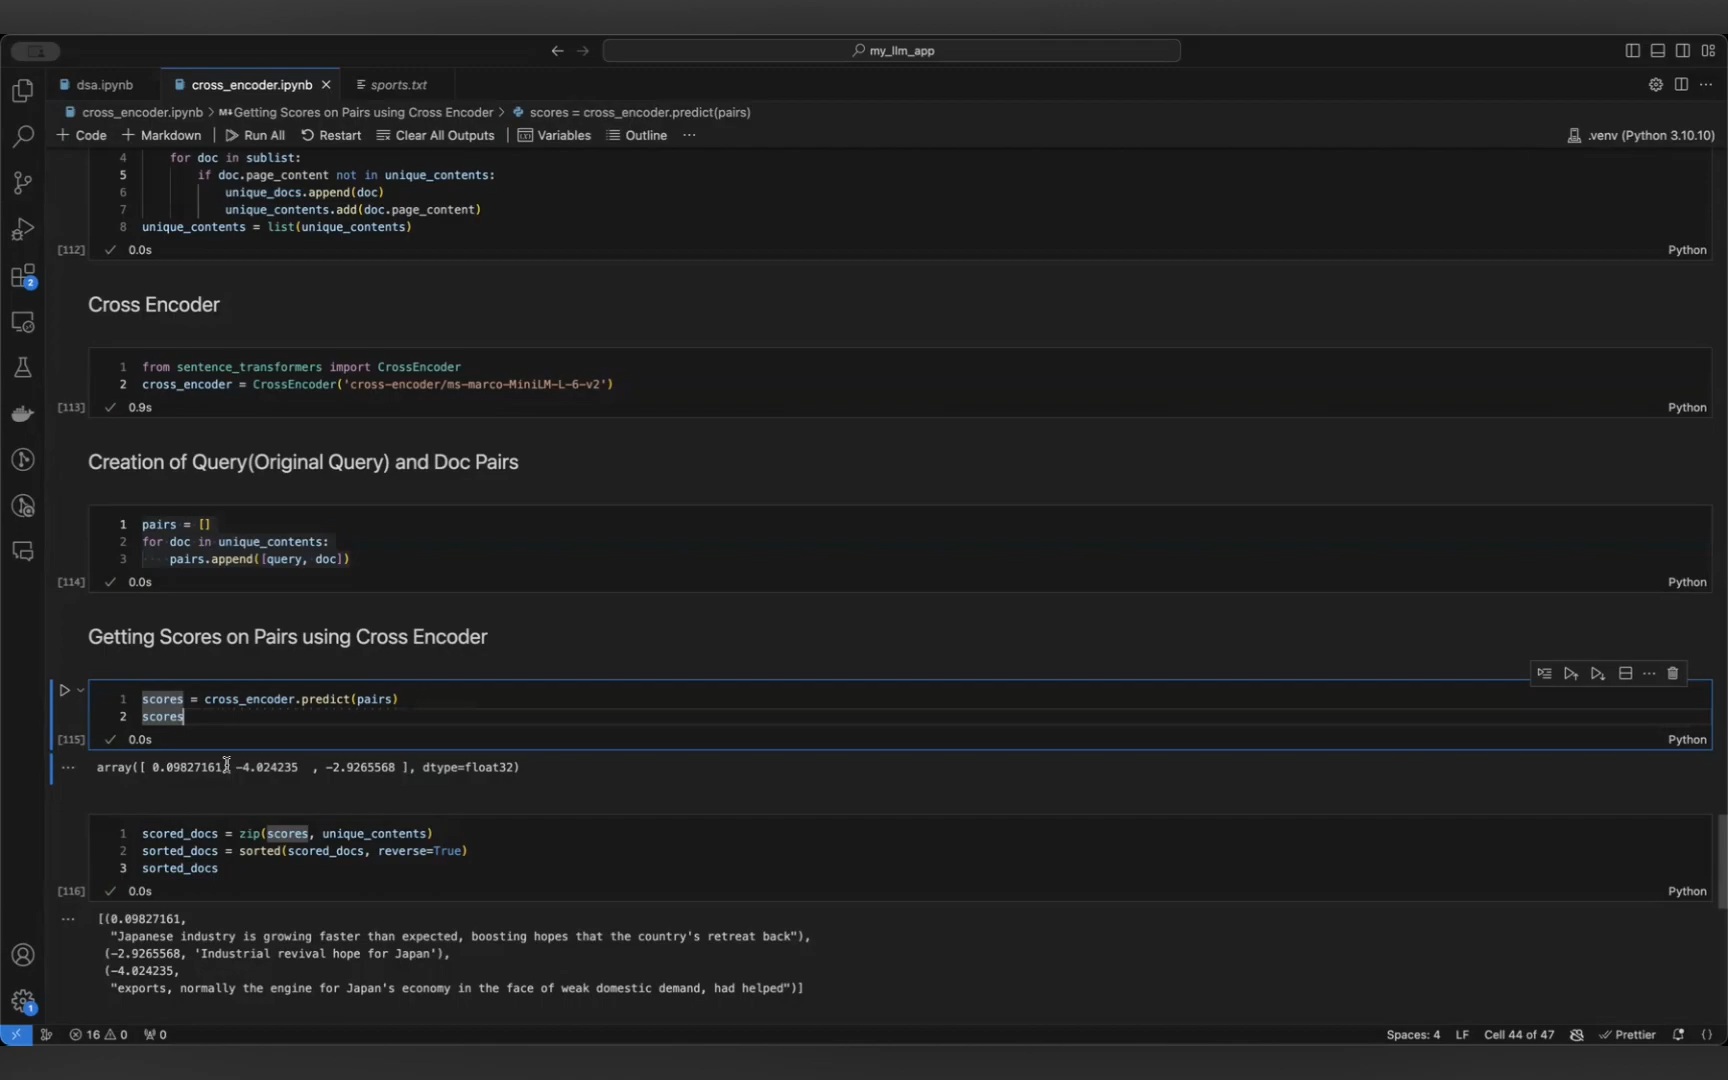 my_llm_app
dsa.ipynb
cross_encoder.ipynb
sports.txt
cross_encoder.ipynb > M↓Getting Scores on Pairs using Cross Encoder > scores = cross_encoder.predict(pairs)
+ Code + Markdown | Run All Restart Clear All Outputs | Variables Outline ...
.venv (Python 3.10.10)
4 for doc in sublist:
5 if doc.page_content not in unique_contents:
6 unique_docs.append(doc)
7 unique_contents.add(doc.page_content)
8 unique_contents = list(unique_contents)
[112] ✓ 0.0s Python
Cross Encoder
1 from sentence_transformers import CrossEncoder
2 cross_encoder = CrossEncoder('cross-encoder/ms-marco-MiniLM-L-6-v2')
[113] ✓ 0.9s Python
Creation of Query(Original Query) and Doc Pairs
1 pairs = []
2 for doc in unique_contents:
3 ····pairs.append([query, doc])
[114] ✓ 0.0s Python
Getting Scores on Pairs using Cross Encoder
1 scores = cross_encoder.predict(pairs)
2 scores
[115] ✓ 0.0s Python
... array([ 0.09827161, -4.024235 , -2.9265568 ], dtype=float32)
1 scored_docs = zip(scores, unique_contents)
2 sorted_docs = sorted(scored_docs, reverse=True)
3 sorted_docs
[116] ✓ 0.0s Python
... [(0.09827161,
"Japanese industry is growing faster than expected, boosting hopes that the country's retreat back"),
(-2.9265568, 'Industrial revival hope for Japan'),
(-4.024235,
"exports, normally the engine for Japan's economy in the face of weak domestic demand, had helped")]
2
1
16 0 0
Spaces: 4 LF Cell 44 of 47 Prettier {}